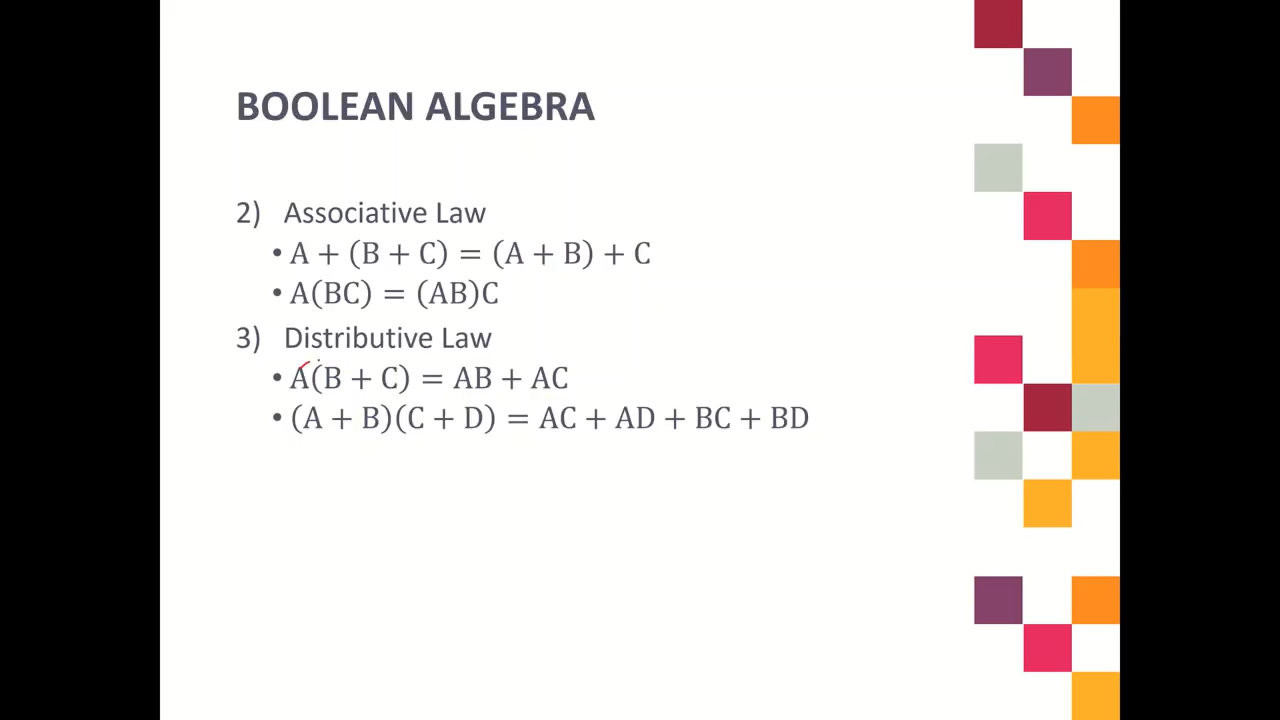 BOOLEAN ALGEBRA
2) Associative Law
• A + (B + C) = (A + B) + C
• A(BC) = (AB)C
3) Distributive Law
• A(B + C) = AB + AC
• (A + B)(C + D) = AC + AD + BC + BD